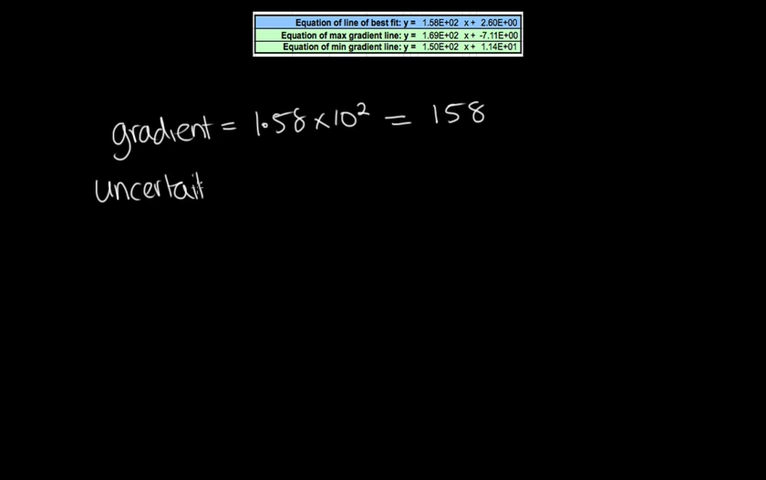 Equation of line of best fit: y = 1.58E+02 x + 2.60E+00
Equation of max gradient line: y = 1.69E+02 x + -7.11E+00
Equation of min gradient line: y = 1.50E+02 x + 1.14E+01
gradient = 1.58 × 10² = 158
uncertait